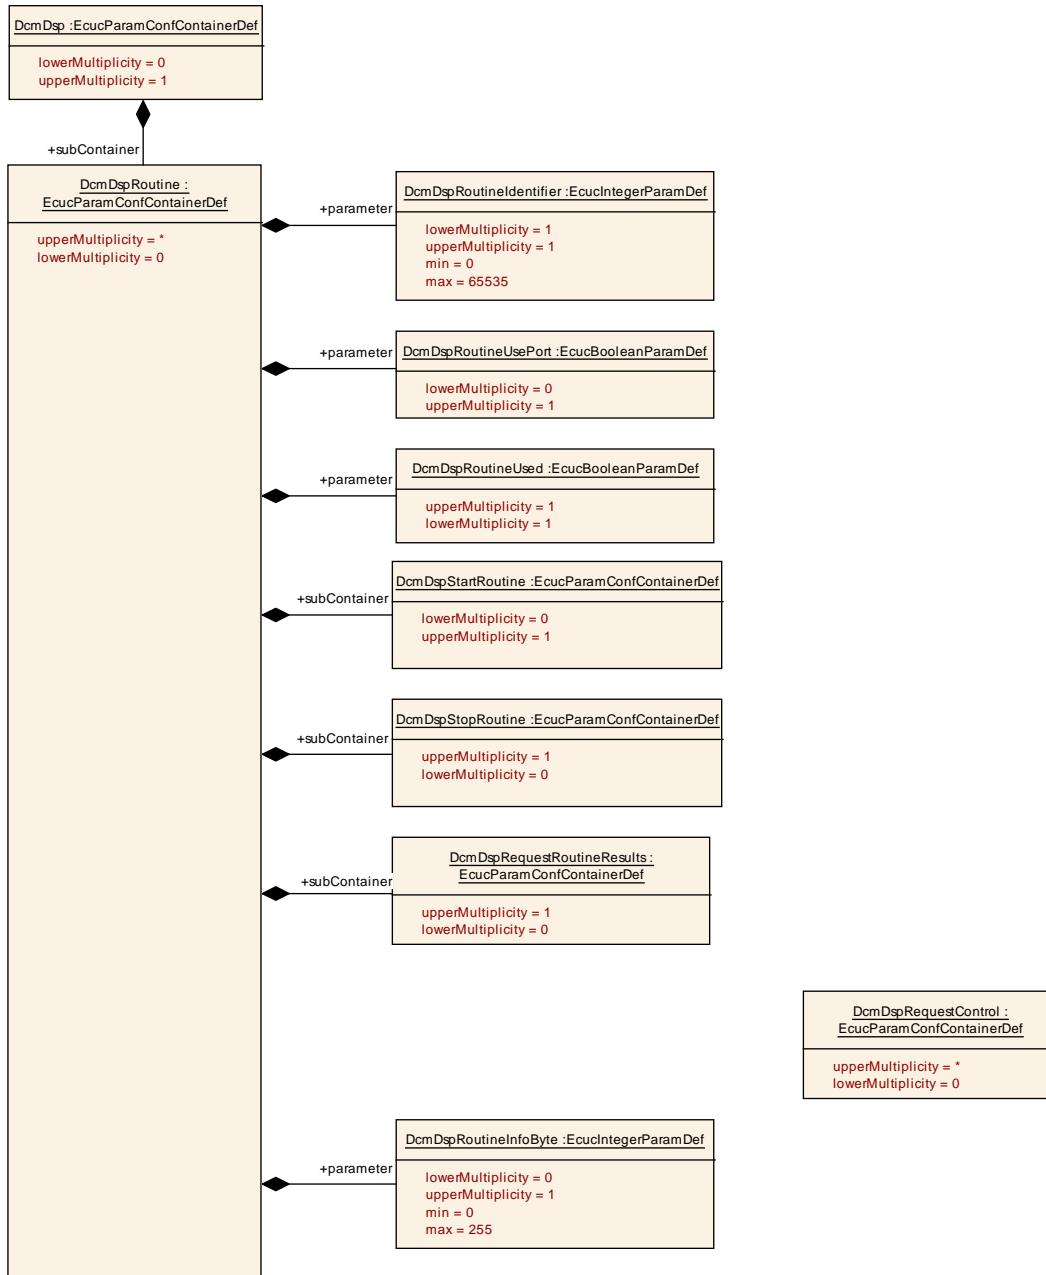 DcmDsp :EcucParamConfContainerDef
lowerMultiplicity = 0
upperMultiplicity = 1
+subContainer
DcmDspRoutine :
EcucParamConfContainerDef
upperMultiplicity = *
lowerMultiplicity = 0
+parameter
DcmDspRoutineIdentifier :EcucIntegerParamDef
lowerMultiplicity = 1
upperMultiplicity = 1
min = 0
max = 65535
+parameter
DcmDspRoutineUsePort :EcucBooleanParamDef
lowerMultiplicity = 0
upperMultiplicity = 1
+parameter
DcmDspRoutineUsed :EcucBooleanParamDef
upperMultiplicity = 1
lowerMultiplicity = 1
+subContainer
DcmDspStartRoutine :EcucParamConfContainerDef
lowerMultiplicity = 0
upperMultiplicity = 1
+subContainer
DcmDspStopRoutine :EcucParamConfContainerDef
upperMultiplicity = 1
lowerMultiplicity = 0
+subContainer
DcmDspRequestRoutineResults :
EcucParamConfContainerDef
upperMultiplicity = 1
lowerMultiplicity = 0
DcmDspRequestControl :
EcucParamConfContainerDef
upperMultiplicity = *
lowerMultiplicity = 0
+parameter
DcmDspRoutineInfoByte :EcucIntegerParamDef
lowerMultiplicity = 0
upperMultiplicity = 1
min = 0
max = 255